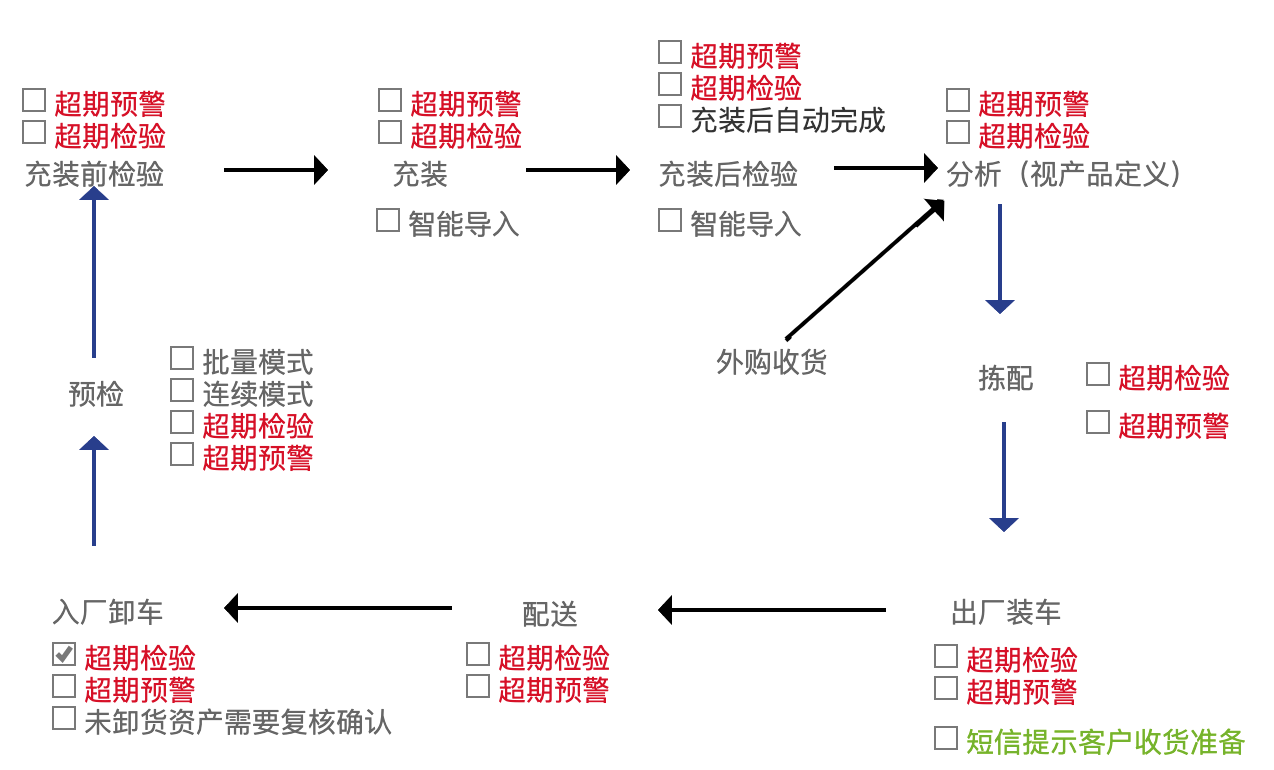 超期预警
超期检验
充装前检验
超期预警
超期检验
充装
智能导入
超期预警
超期检验
充装后自动完成
充装后检验
智能导入
超期预警
超期检验
分析（视产品定义）
外购收货
预检
批量模式
连续模式
超期检验
超期预警
拣配
超期检验
超期预警
入厂卸车
超期检验
超期预警
未卸货资产需要复核确认
配送
超期检验
超期预警
出厂装车
超期检验
超期预警
短信提示客户收货准备